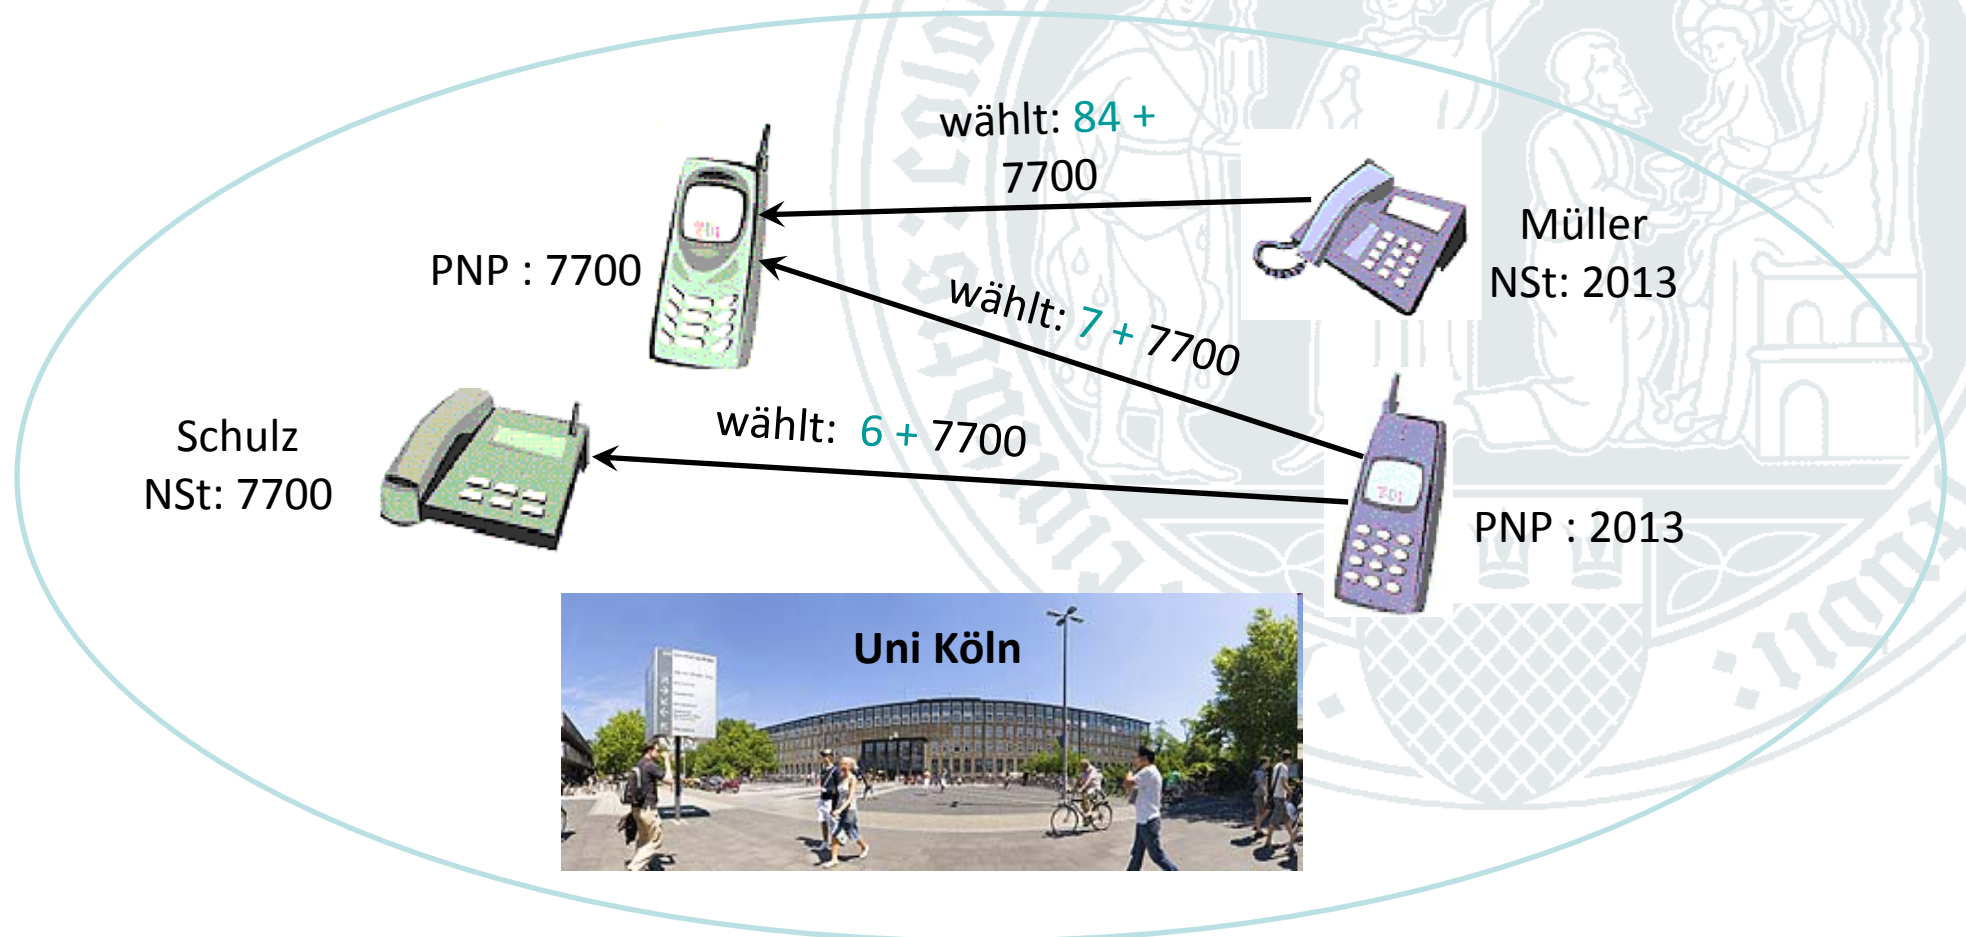 wählt: 84 +
7700
Müller
NSt: 2013
PNP : 7700
wählt: 7 + 7700
Schulz
NSt: 7700
wählt: 6 + 7700
PNP : 2013
Uni Köln